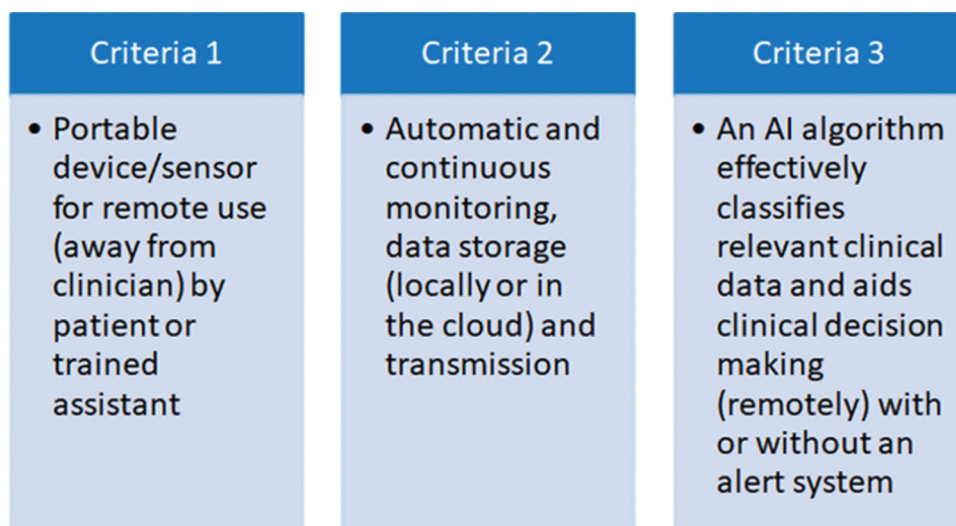 Criteria 1
• Portable
device/sensor
for remote use
(away from
clinician) by
patient or
trained
assistant
Criteria 2
• Automatic and
continuous
monitoring,
data storage
(locally or in
the cloud) and
transmission
Criteria 3
• An AI algorithm
effectively
classifies
relevant clinical
data and aids
clinical decision
making
(remotely) with
or without an
alert system